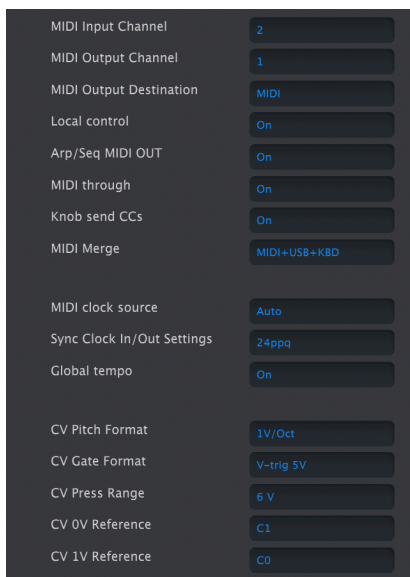 MIDI Input Channel 2
MIDI Output Channel 1
MIDI Output Destination MIDI
Local control On
Arp/Seq MIDI OUT On
MIDI through On
Knob send CCs On
MIDI Merge MIDI+USB+KBD
MIDI clock source Auto
Sync Clock In/Out Settings 24ppq
Global tempo On
CV Pitch Format 1V/Oct
CV Gate Format V-trig 5V
CV Press Range 6 V
CV 0V Reference C1
CV 1V Reference C0